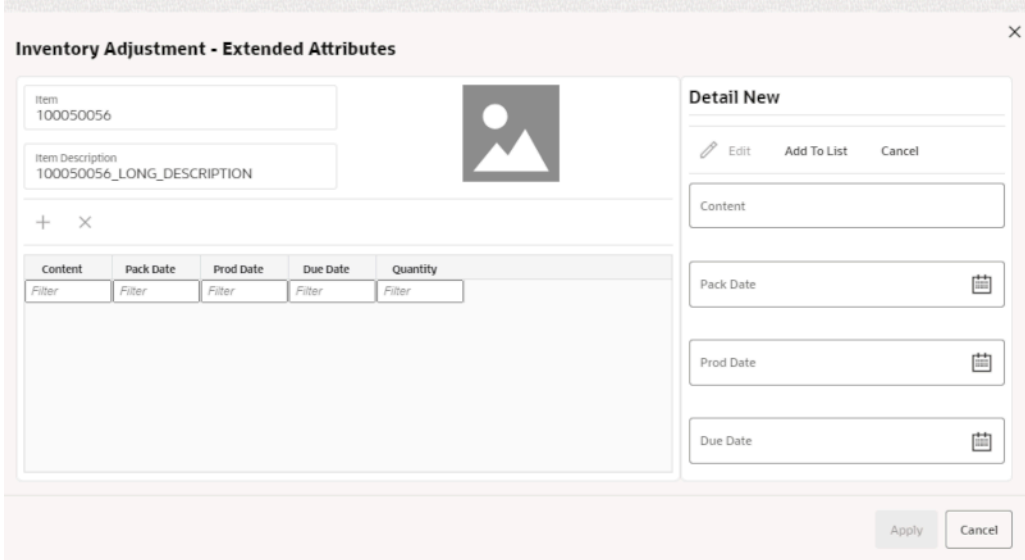 Inventory Adjustment - Extended Attributes
Item
100050056
Item Description
100050056_LONG_DESCRIPTION
Content Pack Date Prod Date Due Date Quantity
Filter Filter Filter Filter Filter
Detail New
Edit Add To List Cancel
Content
Pack Date
Prod Date
Due Date
Apply Cancel